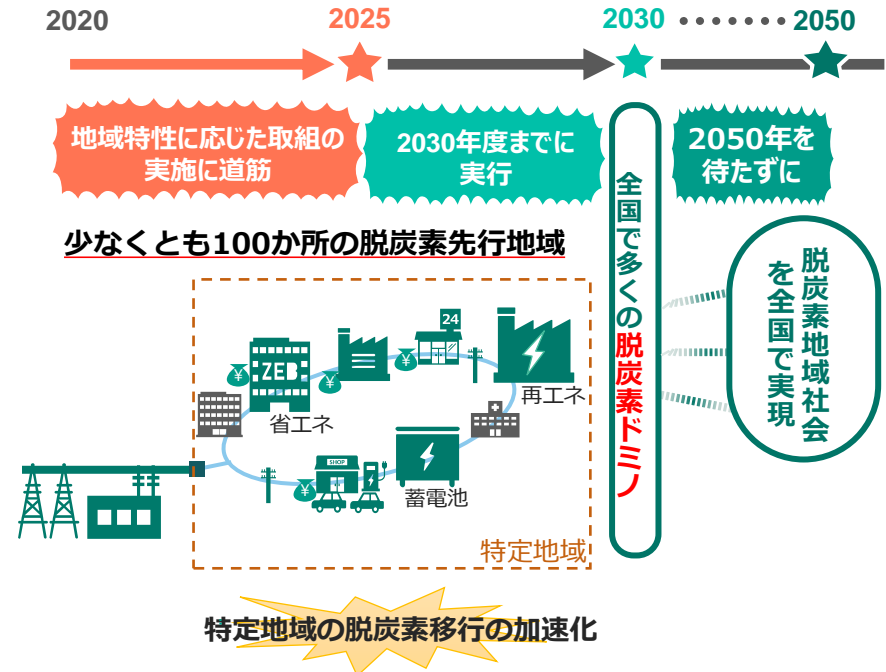 2020
2025
2030
2050
地域特性に応じた取組の
実施に道筋
2030年度までに
実行
2050年を
待たずに
少なくとも100か所の脱炭素先行地域
全国で多くの脱炭素ドミノ
脱炭素地域社会
を全国で実現
24
¥
ZEB
¥
¥
再エネ
省エネ
SHOP
¥
蓄電池
特定地域
特定地域の脱炭素移行の加速化